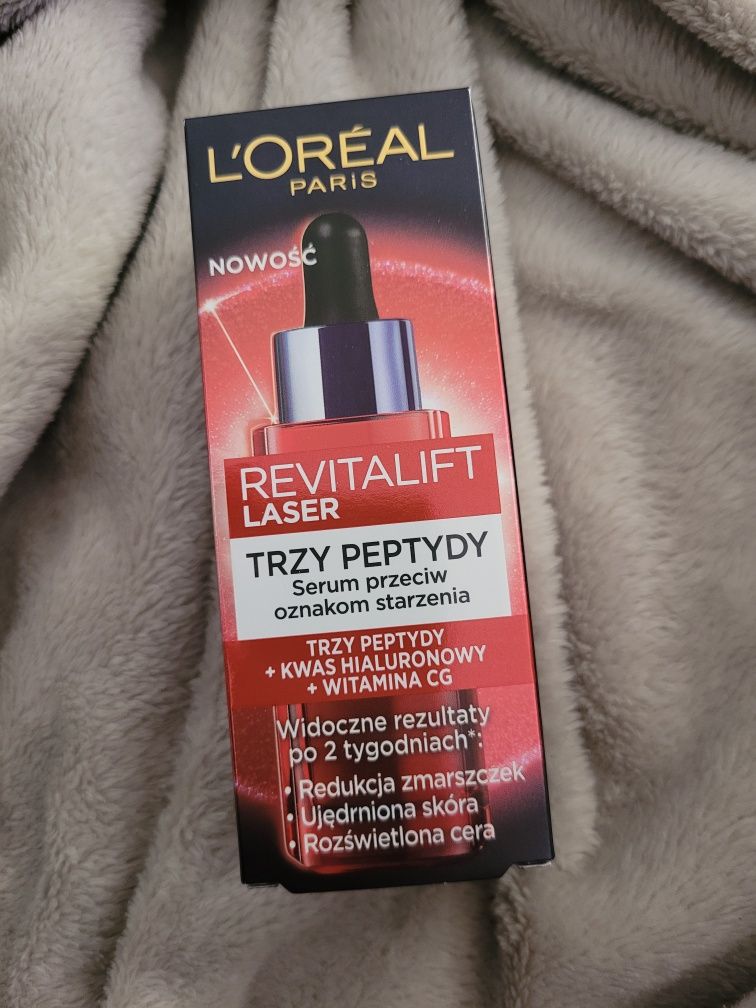 L'ORÉAL
PARIS
NOWOŚĆ
REVITALIFT
LASER
TRZY PEPTYDY
Serum przeciw
oznakom starzenia
TRZY PEPTYDY
+ KWAS HIALURONOWY
+ WITAMINA CG
Widoczne rezultaty
po 2 tygodniach*:
• Redukcja zmarszczek
• Ujędrniona skóra
• Rozświetlona cera